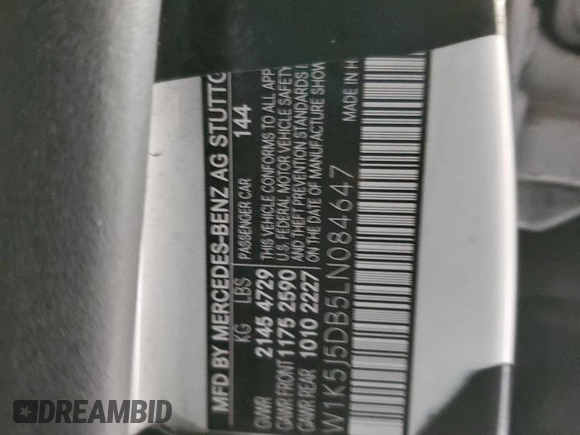 MFD BY MERCEDES-BENZ AG STUTTG
KG LBS PASSENGER CAR 144
GVWR 2145 4729 THIS VEHICLE CONFORMS TO ALL APP
GAWR FRONT 1175 2590 U.S. FEDERAL MOTOR VEHICLE SAFETY
GAWR REAR 1010 2227 AND THEFT PREVENTION STANDARDS I
ON THE DATE OF MANUFACTURE SHOW
MADE IN H
W1K5J5DB5LN084647
DREAMBID